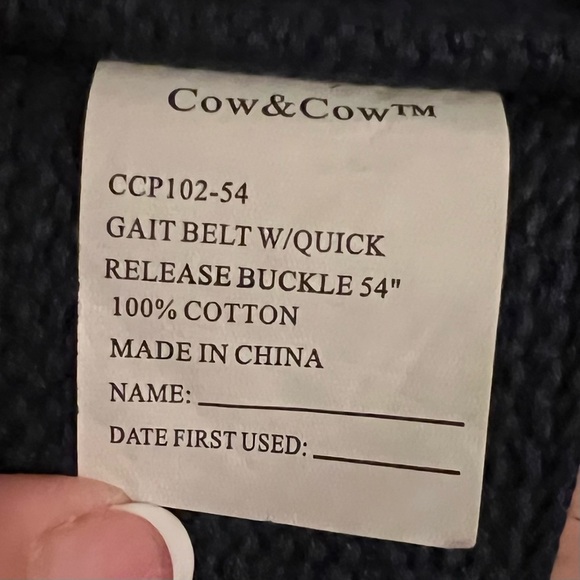 Cow&Cow™
CCP102-54
GAIT BELT W/QUICK
RELEASE BUCKLE 54"
100% COTTON
MADE IN CHINA
NAME:
DATE FIRST USED: